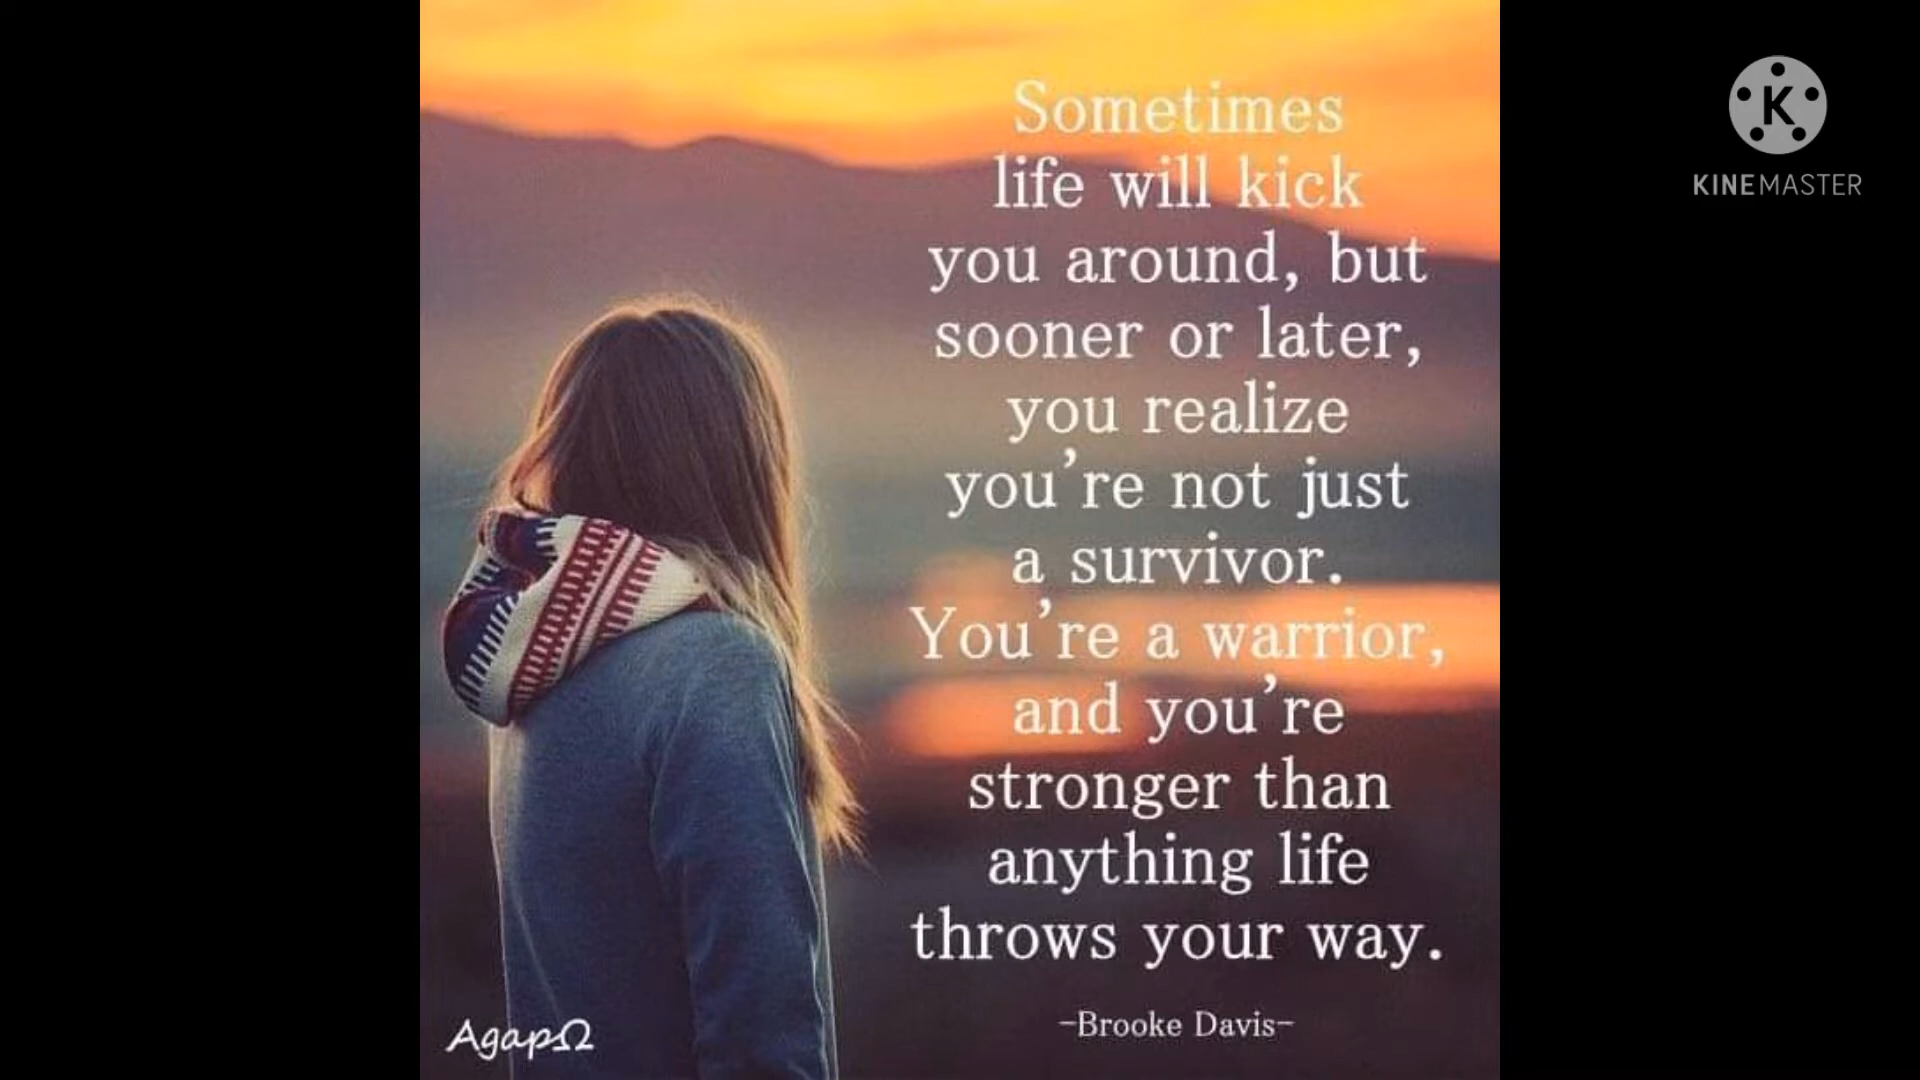 Sometimes
life will kick
you around, but
sooner or later,
you realize
you're not just
a survivor.
You're a warrior,
and you're
stronger than
anything life
throws your way.
-Brooke Davis-
AgapΩ
K
KINEMASTER